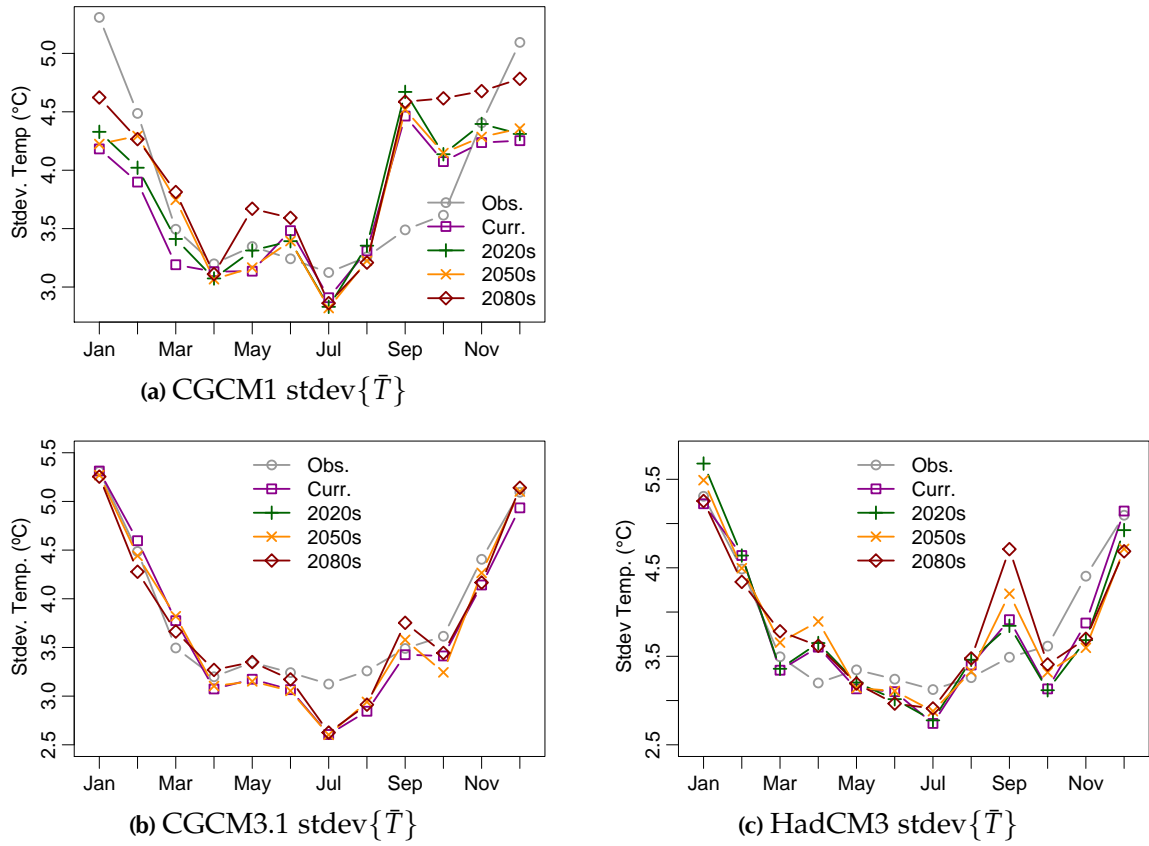 Stdev. Temp (°C)
5.0
4.5
4.0
3.5
3.0
Jan Mar May Jul Sep Nov
Obs.
Curr.
2020s
2050s
2080s
(a) CGCM1 stdev{T̄}
Stdev. Temp. (ºC)
5.5
5.0
4.5
4.0
3.5
3.0
2.5
Jan Mar May Jul Sep Nov
Obs.
Curr.
2020s
2050s
2080s
(b) CGCM3.1 stdev{T̄}
Stdev Temp. (°C)
5.5
4.5
3.5
2.5
Jan Mar May Jul Sep Nov
Obs.
Curr.
2020s
2050s
2080s
(c) HadCM3 stdev{T̄}